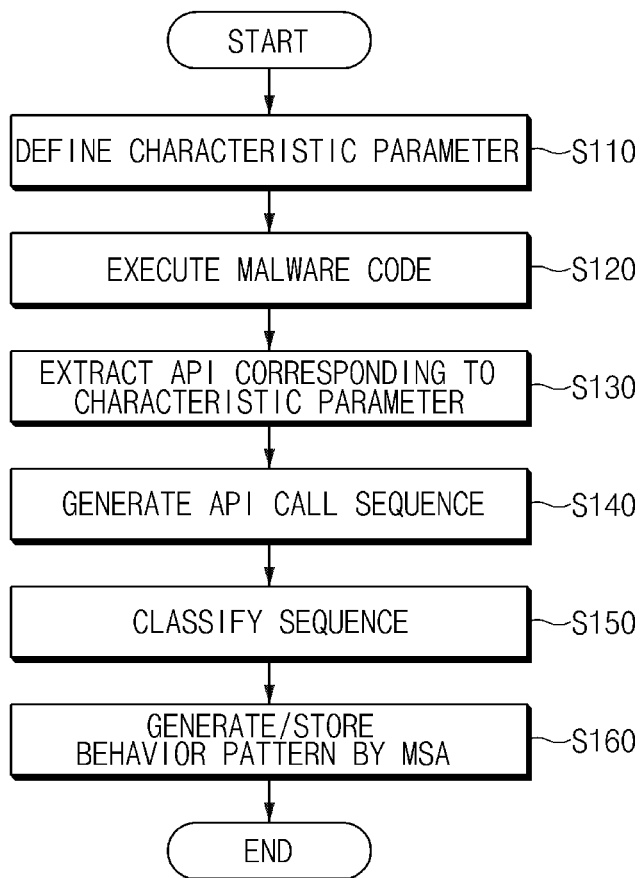 START
DEFINE CHARACTERISTIC PARAMETER
S110
EXECUTE MALWARE CODE
S120
EXTRACT API CORRESPONDING TO
CHARACTERISTIC PARAMETER
S130
GENERATE API CALL SEQUENCE
S140
CLASSIFY SEQUENCE
S150
GENERATE/STORE
BEHAVIOR PATTERN BY MSA
S160
END